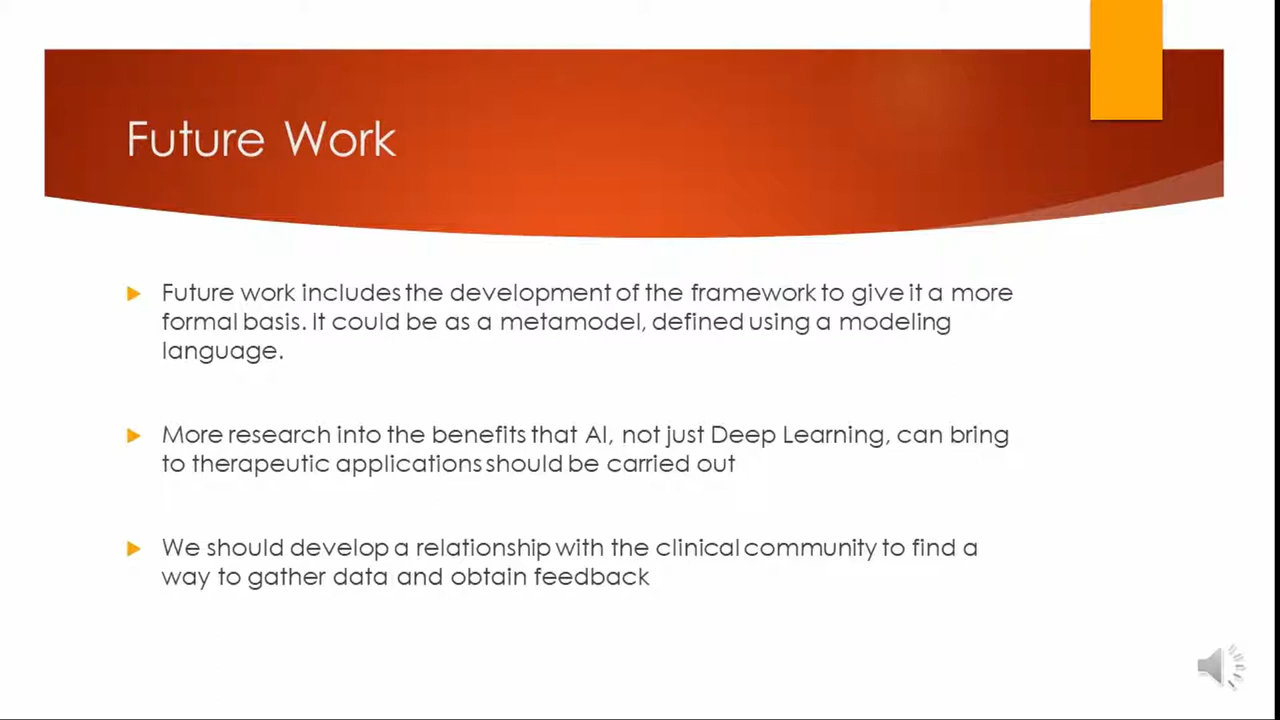 Future Work
Future work includes the development of the framework to give it a more
formal basis. It could be as a metamodel, defined using a modeling
language.
More research into the benefits that AI, not just Deep Learning, can bring
to therapeutic applications should be carried out
We should develop a relationship with the clinical community to find a
way to gather data and obtain feedback